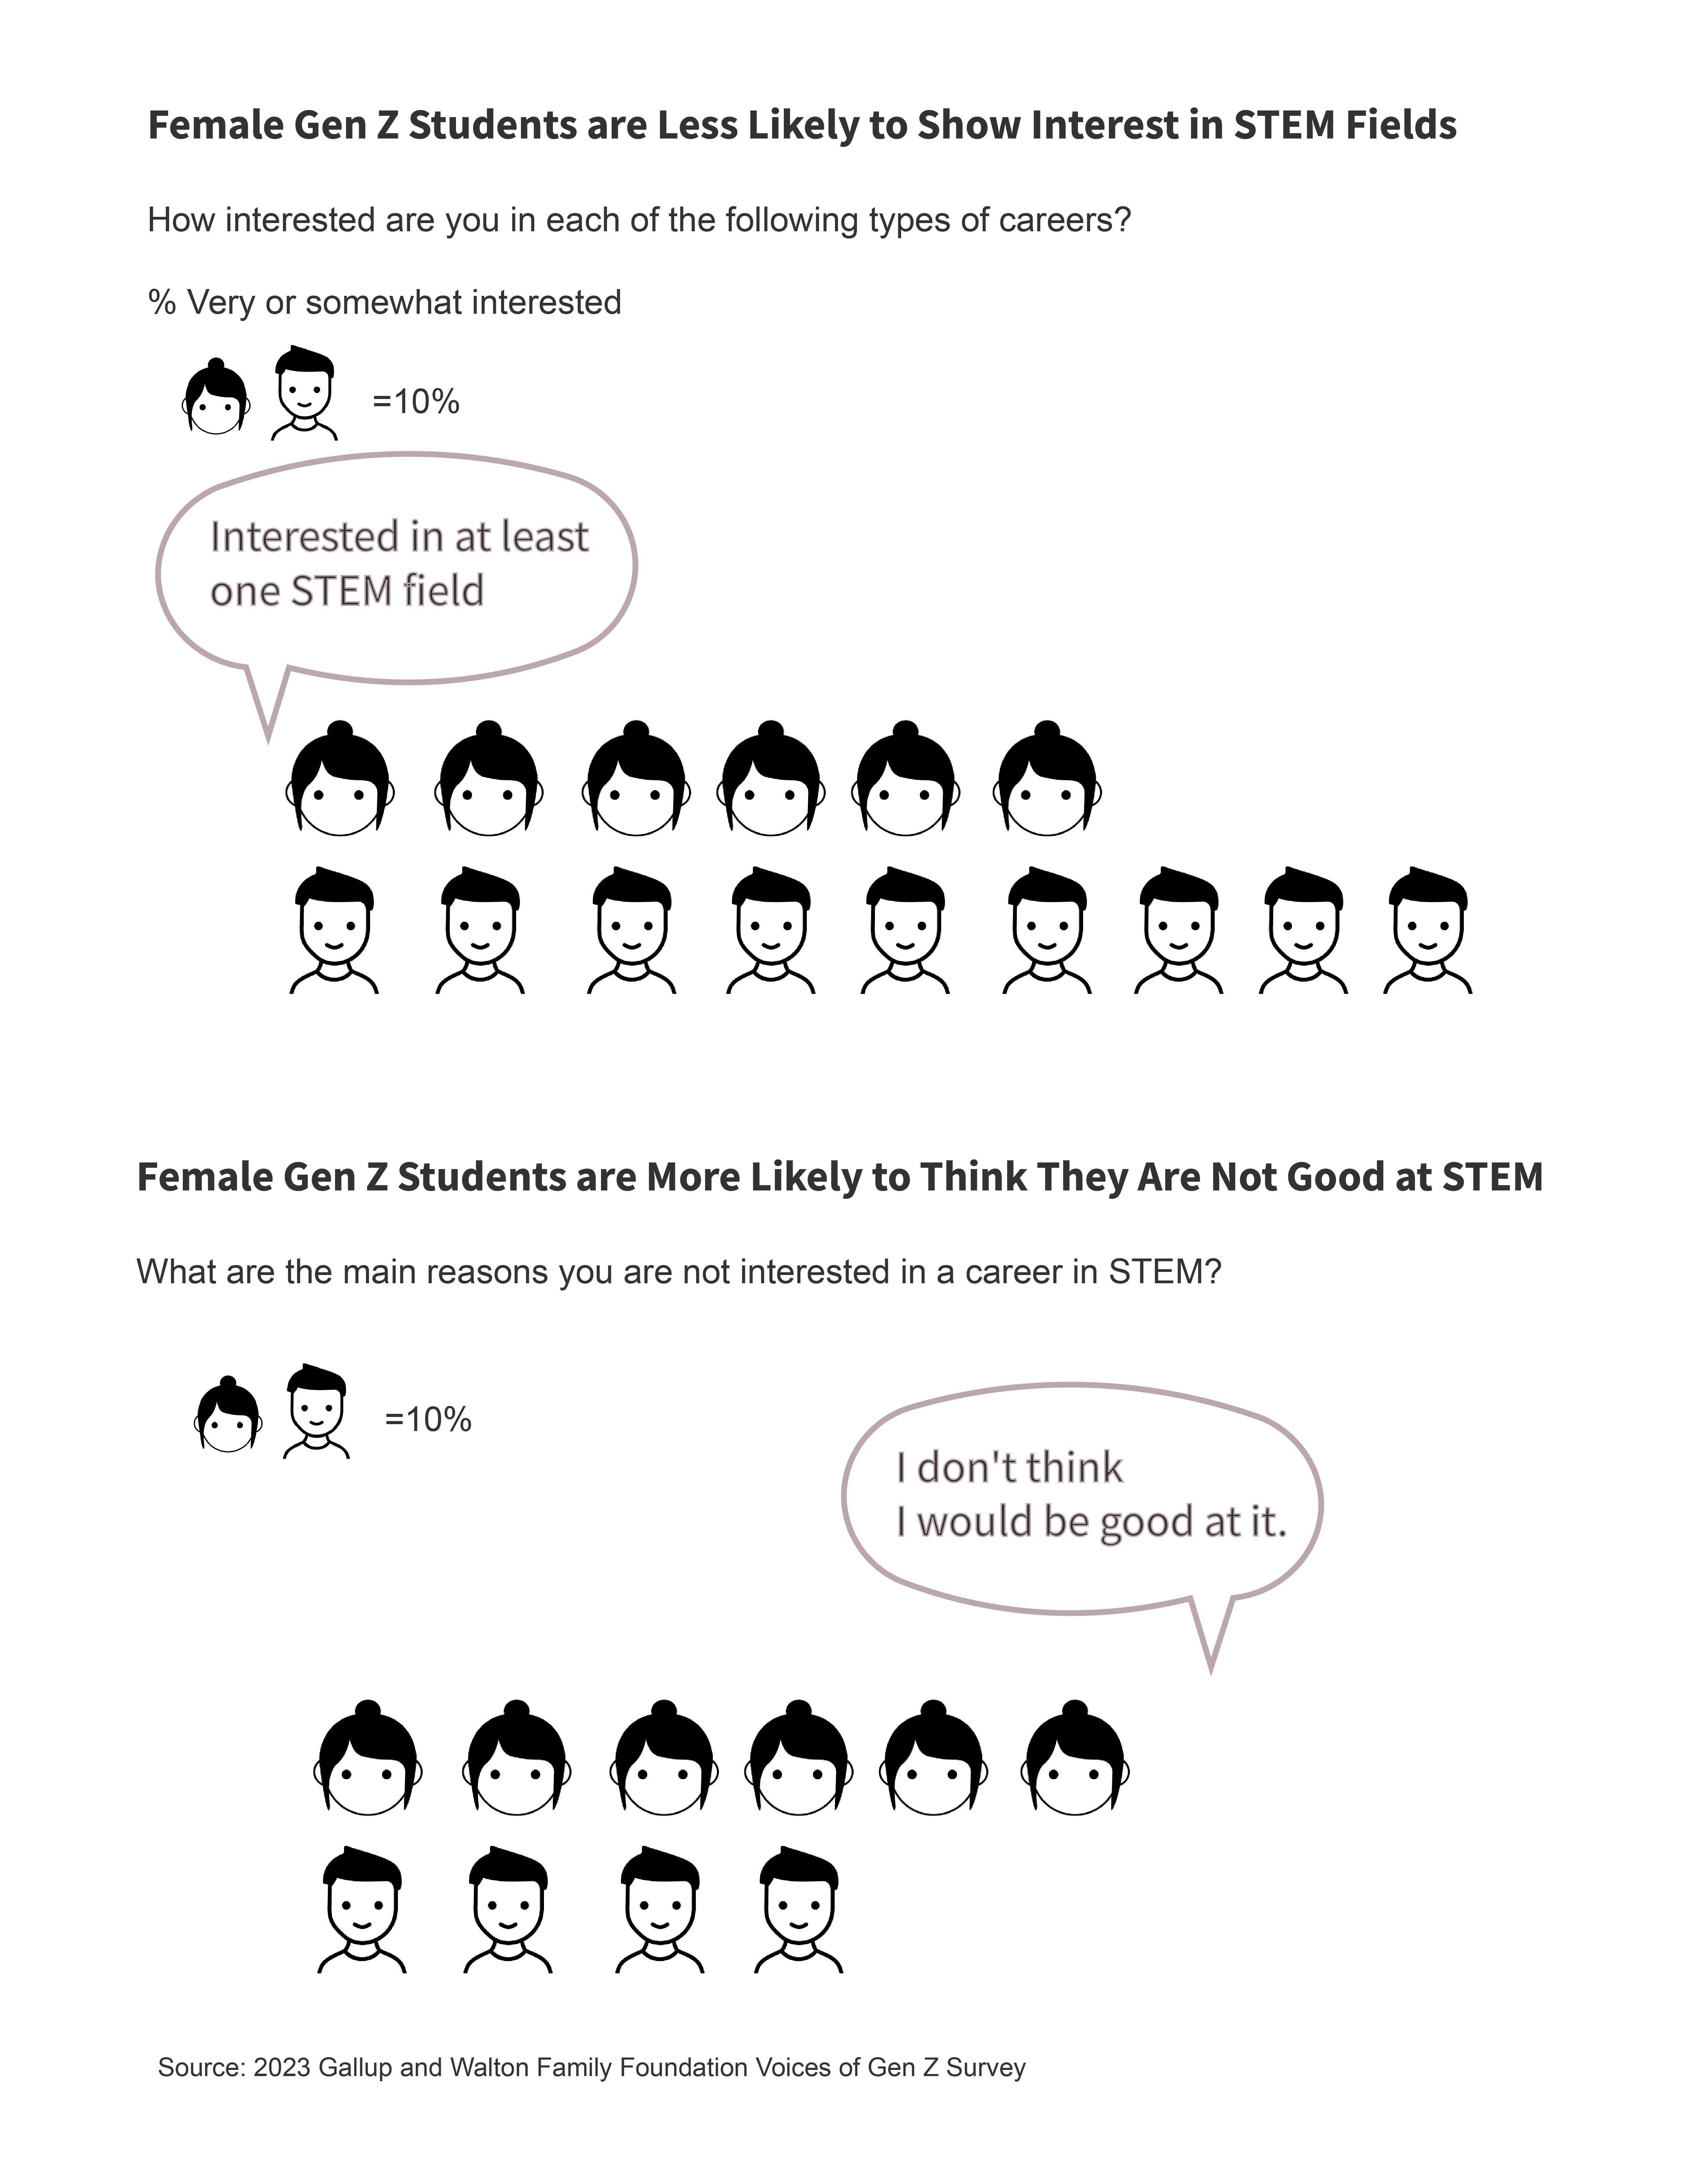 Female Gen Z Students are Less Likely to Show Interest in STEM Fields
How interested are you in each of the following types of careers?
% Very or somewhat interested
=10%
Interested in at least
one STEM field
Female Gen Z Students are More Likely to Think They Are Not Good at STEM
What are the main reasons you are not interested in a career in STEM?
=10%
I don't think
I would be good at it.
Source: 2023 Gallup and Walton Family Foundation Voices of Gen Z Survey